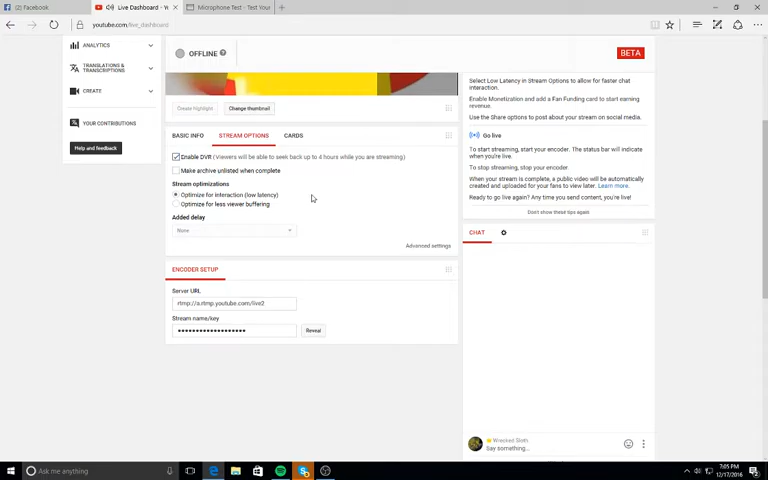 Facebook
Live Dashboard - Yo
Microphone Test - Test Your
youtube.com/live_dashboard
ANALYTICS
TRANSLATIONS &
TRANSCRIPTIONS
CREATE
YOUR CONTRIBUTIONS
Help and feedback
OFFLINE
BETA
Create highlight
Change thumbnail
BASIC INFO
STREAM OPTIONS
CARDS
Enable DVR (Viewers will be able to seek back up to 4 hours while you are streaming)
Make archive unlisted when complete
Stream optimizations
Optimize for interaction (low latency)
Optimize for less viewer buffering
Added delay
None
Advanced settings
ENCODER SETUP
Server URL
rtmp://a.rtmp.youtube.com/live2
Stream name/key
Reveal
Select Low Latency in Stream Options to allow for faster chat
interaction.
Enable Monetization and add a Fan Funding card to start earning
revenue.
Use the Share options to post about your stream on social media.
Go live
To start streaming, start your encoder. The status bar will indicate
when you're live.
To stop streaming, stop your encoder.
When your stream is complete, a public video will be automatically
created and uploaded for your fans to view later. Learn more.
Ready to go live again? Any time you send content, you're live!
Don't show these tips again
CHAT
Wrecked Sloth
Say something...
Ask me anything
7:05 PM
12/17/2016